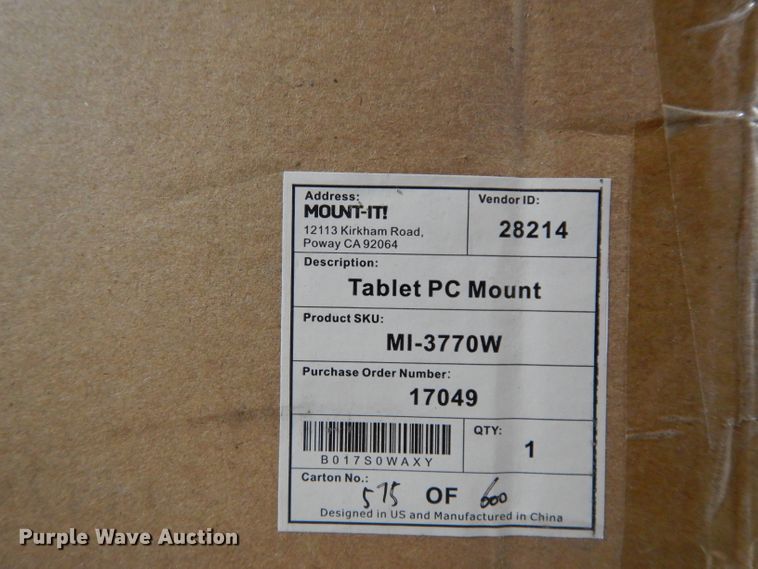 Address:
MOUNT-IT!
12113 Kirkham Road,
Poway CA 92064
Vendor ID:
28214
Description:
Tablet PC Mount
Product SKU:
MI-3770W
Purchase Order Number:
17049
B017S0WAXY
QTY:
1
Carton No.:
575 OF 600
Designed in US and Manufactured in China
Purple Wave Auction